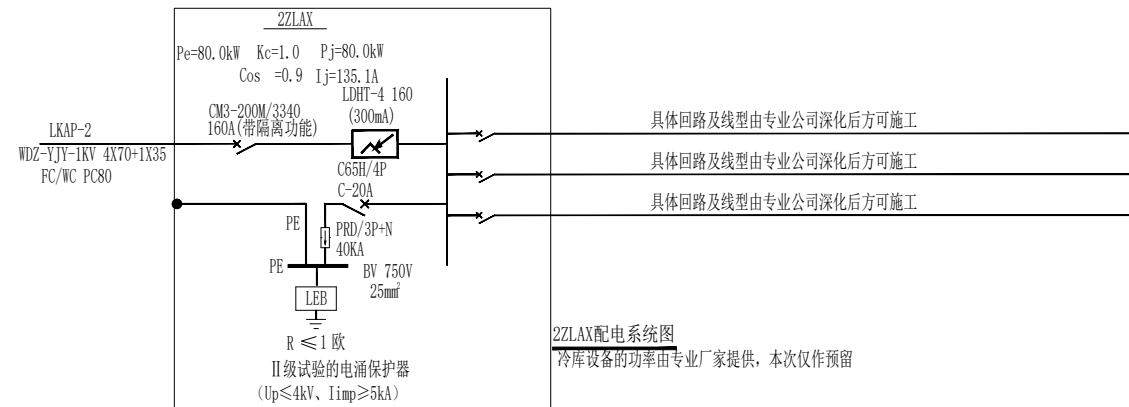 2ZLAX
Pe=80.0kW Kc=1.0 Pj=80.0kW
Cos =0.9 Ij=135.1A
LDHT-4 160
(300mA)
CM3-200M/3340
160A(带隔离功能)
LKAP-2
WDZ-YJY-1KV 4X70+1X35
FC/WC PC80
具体回路及线型由专业公司深化后方可施工
具体回路及线型由专业公司深化后方可施工
具体回路及线型由专业公司深化后方可施工
C65H/4P
C-20A
PE
PRD/3P+N
40KA
PE
BV 750V
25mm²
LEB
R ≤1 欧
II级试验的电涌保护器
(Up≤4kV、Iimp≥5kA)
2ZLAX配电系统图
冷库设备的功率由专业厂家提供，本次仅作预留